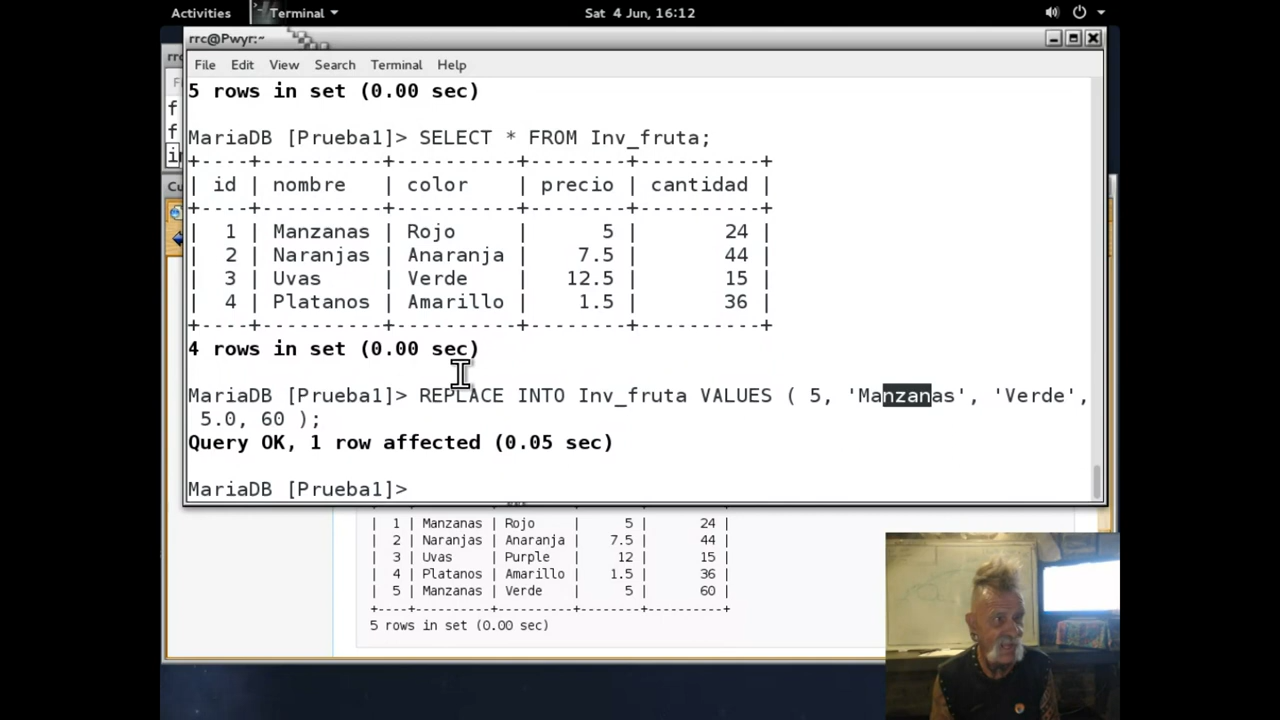 Activities Terminal Sat 4 Jun, 16:12
rrc@Pwyr:~
File Edit View Search Terminal Help
5 rows in set (0.00 sec)
MariaDB [Prueba1]> SELECT * FROM Inv_fruta;
+----+-----------+----------+--------+----------+
| id | nombre | color | precio | cantidad |
+----+-----------+----------+--------+----------+
| 1 | Manzanas | Rojo | 5 | 24 |
| 2 | Naranjas | Anaranja | 7.5 | 44 |
| 3 | Uvas | Verde | 12.5 | 15 |
| 4 | Platanos | Amarillo | 1.5 | 36 |
+----+-----------+----------+--------+----------+
4 rows in set (0.00 sec)
MariaDB [Prueba1]> REPLACE INTO Inv_fruta VALUES ( 5, 'Manzanas', 'Verde',
5.0, 60 );
Query OK, 1 row affected (0.05 sec)
MariaDB [Prueba1]>
| 1 | Manzanas | Rojo | 5 | 24 |
| 2 | Naranjas | Anaranja | 7.5 | 44 |
| 3 | Uvas | Purple | 12 | 15 |
| 4 | Platanos | Amarillo | 1.5 | 36 |
| 5 | Manzanas | Verde | 5 | 60 |
+----+----------+----------+--------+----------+
5 rows in set (0.00 sec)